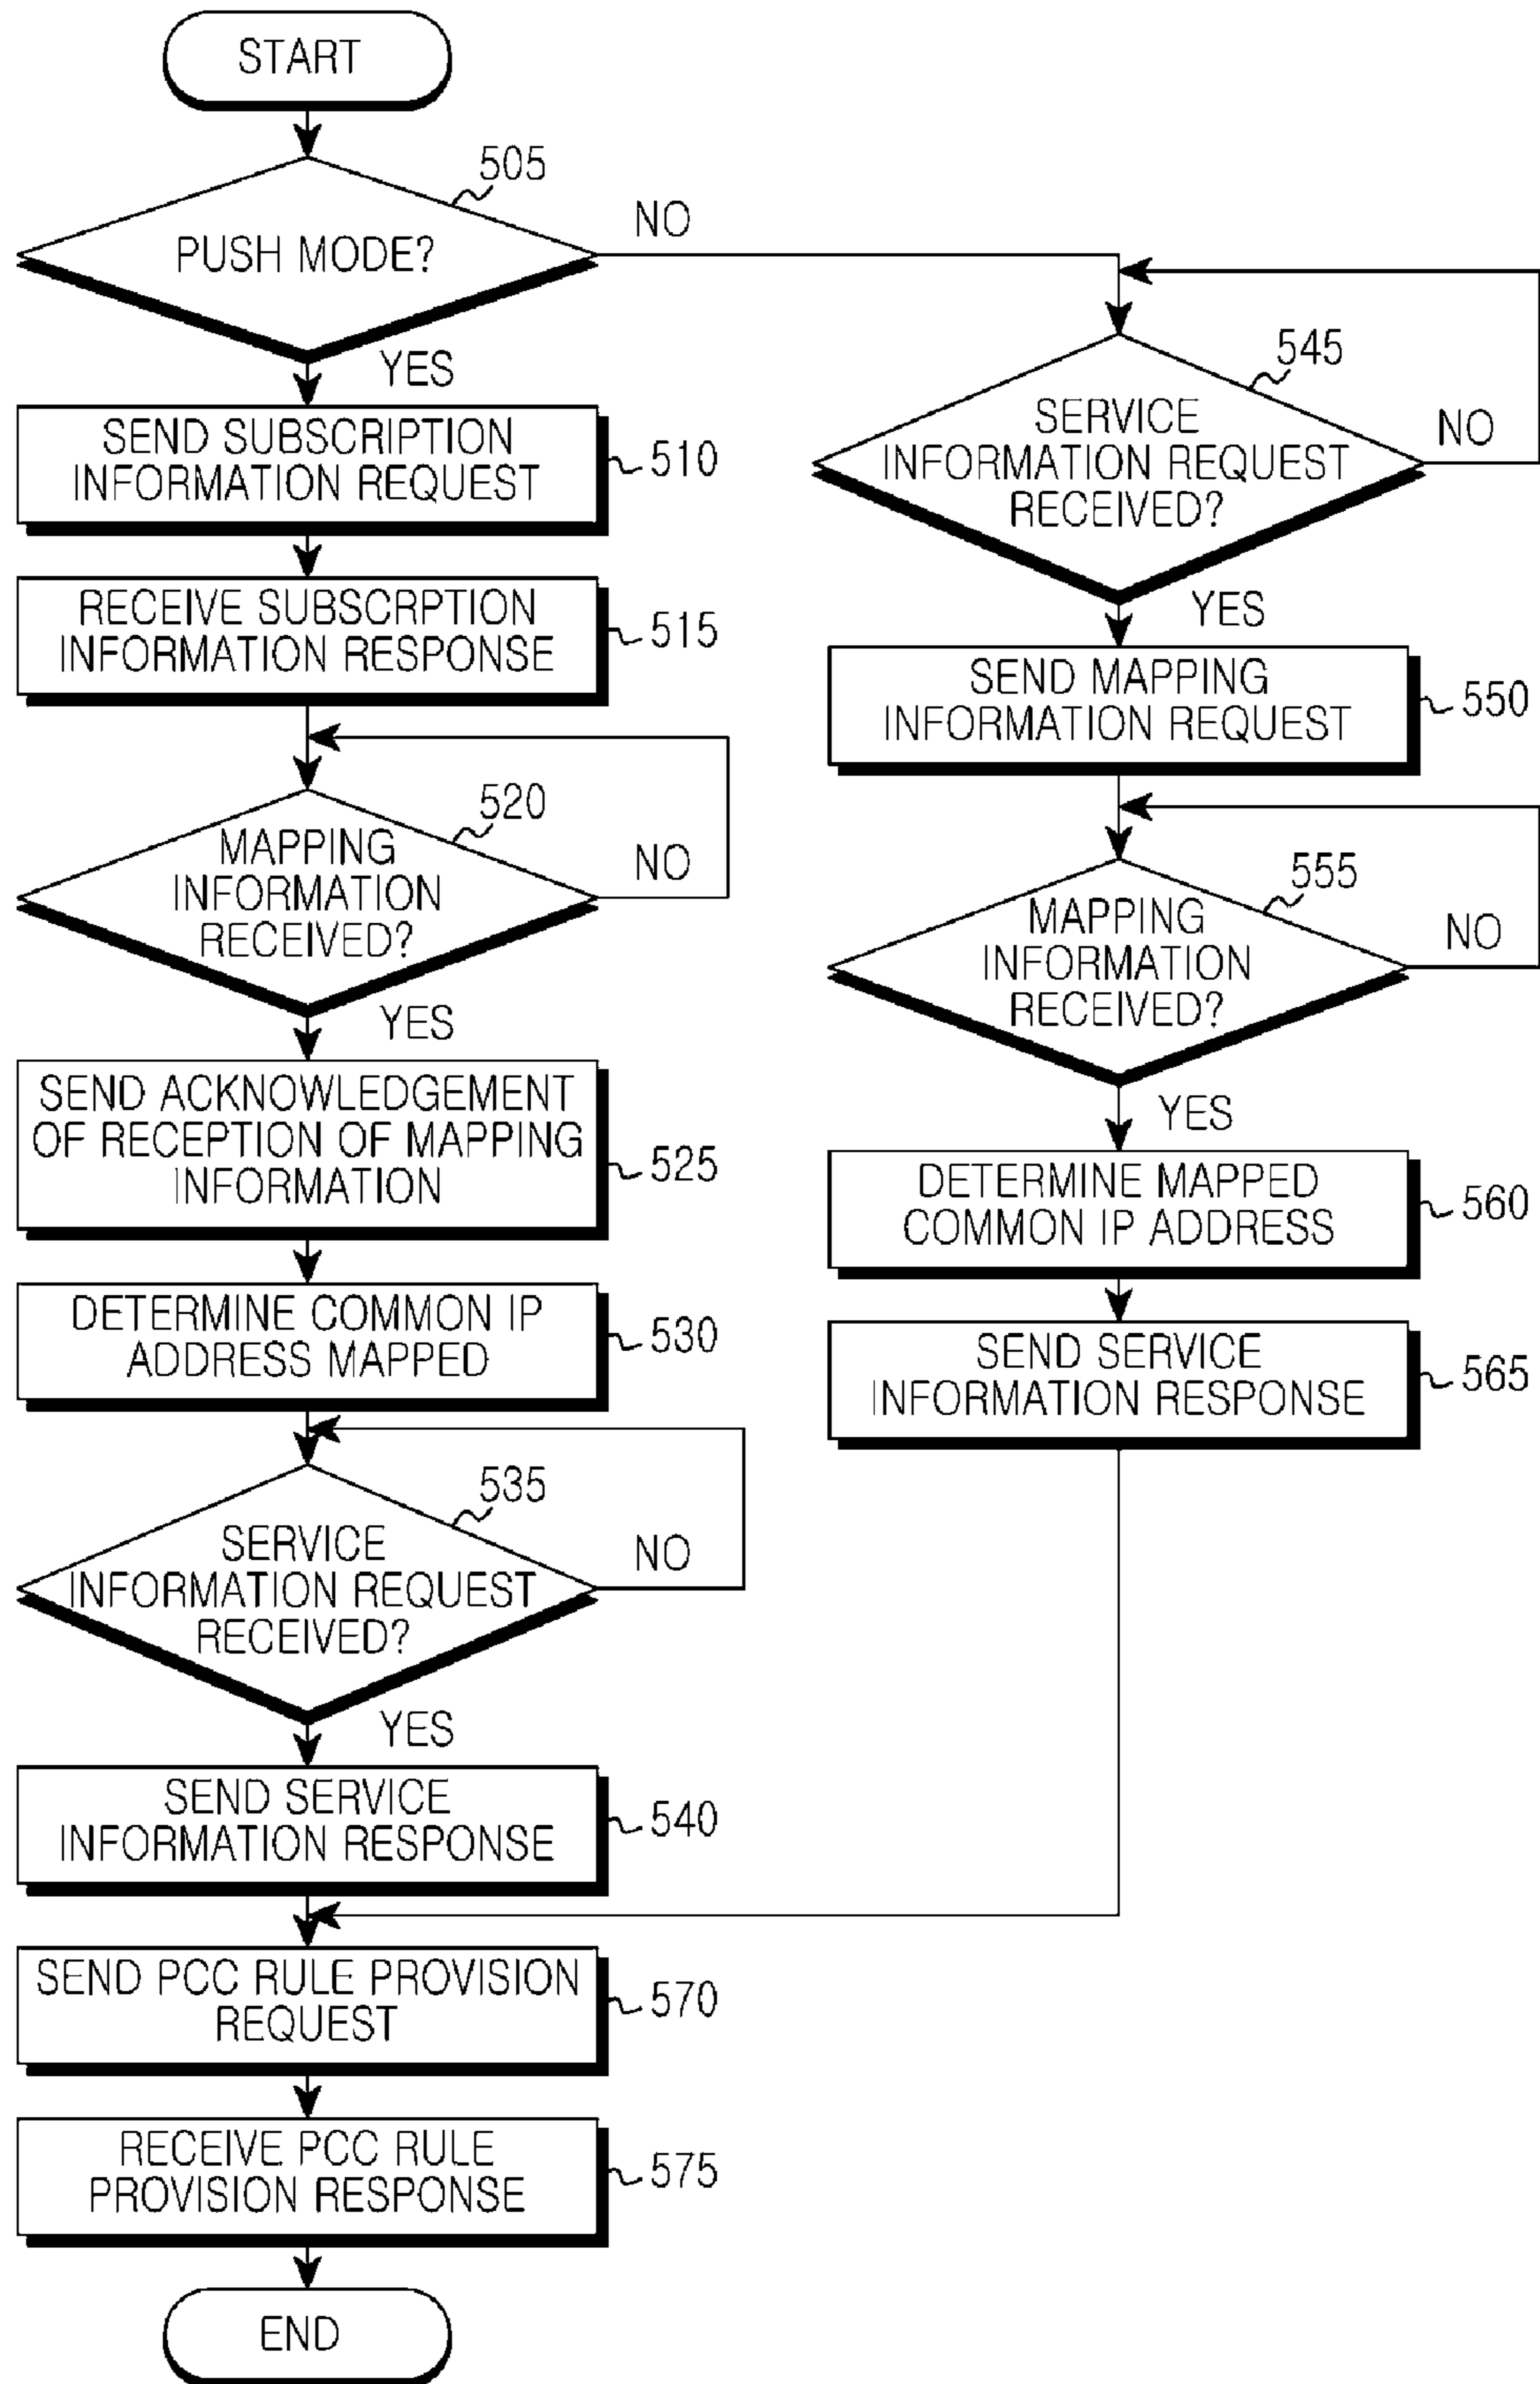 START
505
PUSH MODE?
NO
YES
SEND SUBSCRIPTION
INFORMATION REQUEST
510
RECEIVE SUBSCRPTION
INFORMATION RESPONSE
515
520
MAPPING
INFORMATION
RECEIVED?
NO
YES
SEND ACKNOWLEDGEMENT
OF RECEPTION OF MAPPING
INFORMATION
525
DETERMINE COMMON IP
ADDRESS MAPPED
530
535
SERVICE
INFORMATION REQUEST
RECEIVED?
NO
YES
SEND SERVICE
INFORMATION RESPONSE
540
545
SERVICE
INFORMATION REQUEST
RECEIVED?
NO
YES
SEND MAPPING
INFORMATION REQUEST
550
555
MAPPING
INFORMATION
RECEIVED?
NO
YES
DETERMINE MAPPED
COMMON IP ADDRESS
560
SEND SERVICE
INFORMATION RESPONSE
565
SEND PCC RULE PROVISION
REQUEST
570
RECEIVE PCC RULE
PROVISION RESPONSE
575
END